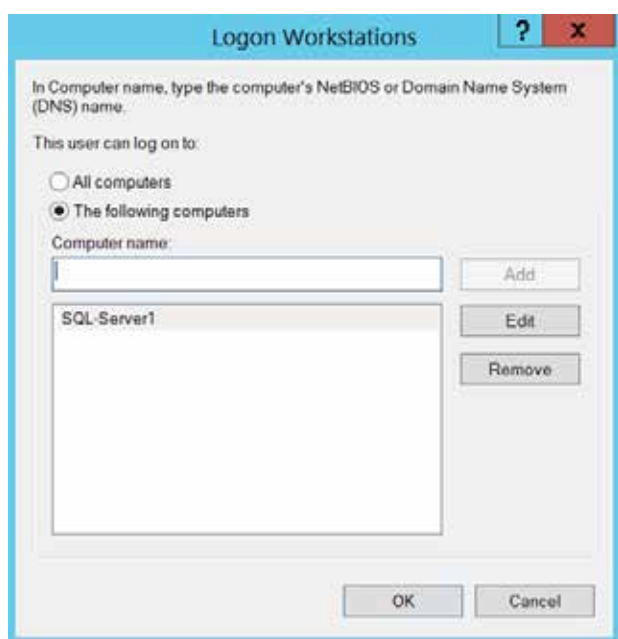 Logon Workstations
?
x
In Computer name, type the computer's NetBIOS or Domain Name System
(DNS) name.
This user can log on to:
All computers
The following computers
Computer name:
Add
SQL-Server1
Edit
Remove
OK
Cancel